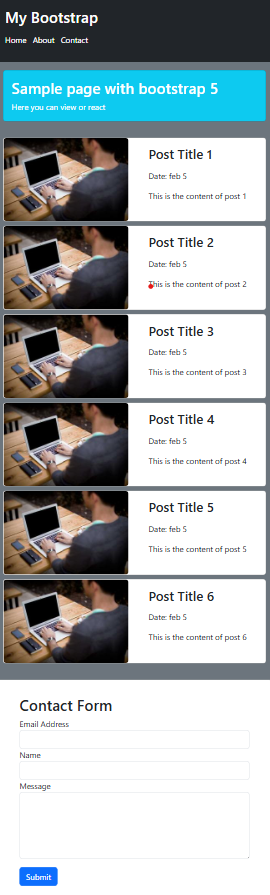 My Bootstrap
Home About Contact
Sample page with bootstrap 5
Here you can view or react
Post Title 1
Date: feb 5
This is the content of post 1
Post Title 2
Date: feb 5
This is the content of post 2
Post Title 3
Date: feb 5
This is the content of post 3
Post Title 4
Date: feb 5
This is the content of post 4
Post Title 5
Date: feb 5
This is the content of post 5
Post Title 6
Date: feb 5
This is the content of post 6
Contact Form
Email Address
Name
Message
Submit